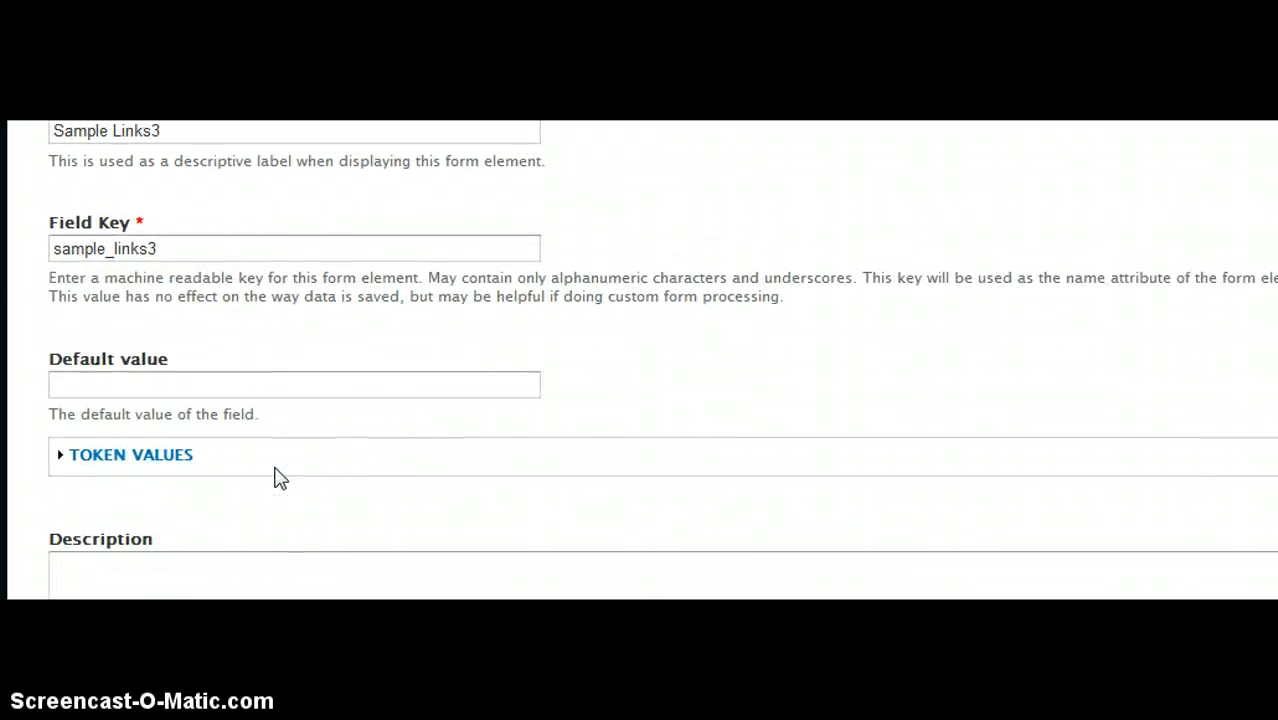 Sample Links3
This is used as a descriptive label when displaying this form element.
Field Key *
sample_links3
Enter a machine readable key for this form element. May contain only alphanumeric characters and underscores. This key will be used as the name attribute of the form ele
This value has no effect on the way data is saved, but may be helpful if doing custom form processing.
Default value
The default value of the field.
TOKEN VALUES
Description
Screencast-O-Matic.com